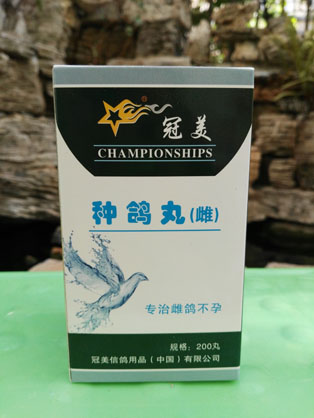 冠美
CHAMPIONSHIPS
种鸽丸(雌)
专治雌鸽不孕
规格：200丸
冠美信鸽用品（中国）有限公司